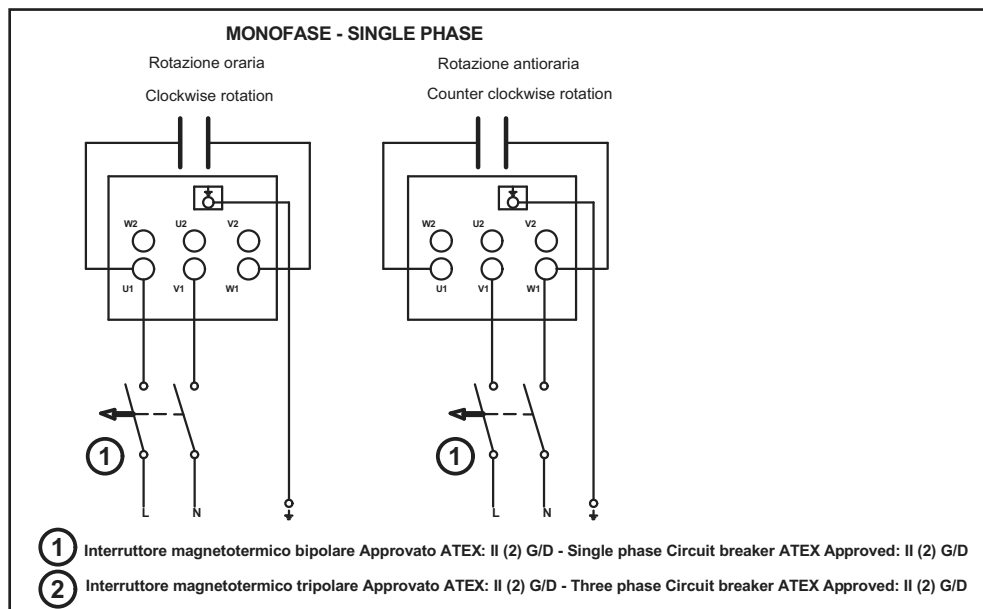 MONOFASE - SINGLE PHASE
Rotazione oraria
Clockwise rotation
Rotazione antioraria
Counter clockwise rotation
W2 U2 V2
U1 V1 W1
W2 U2 V2
U1 V1 W1
1
1
L N
L N
1 Interruttore magnetotermico bipolare Approvato ATEX: II (2) G/D - Single phase Circuit breaker ATEX Approved: II (2) G/D
2 Interruttore magnetotermico tripolare Approvato ATEX: II (2) G/D - Three phase Circuit breaker ATEX Approved: II (2) G/D